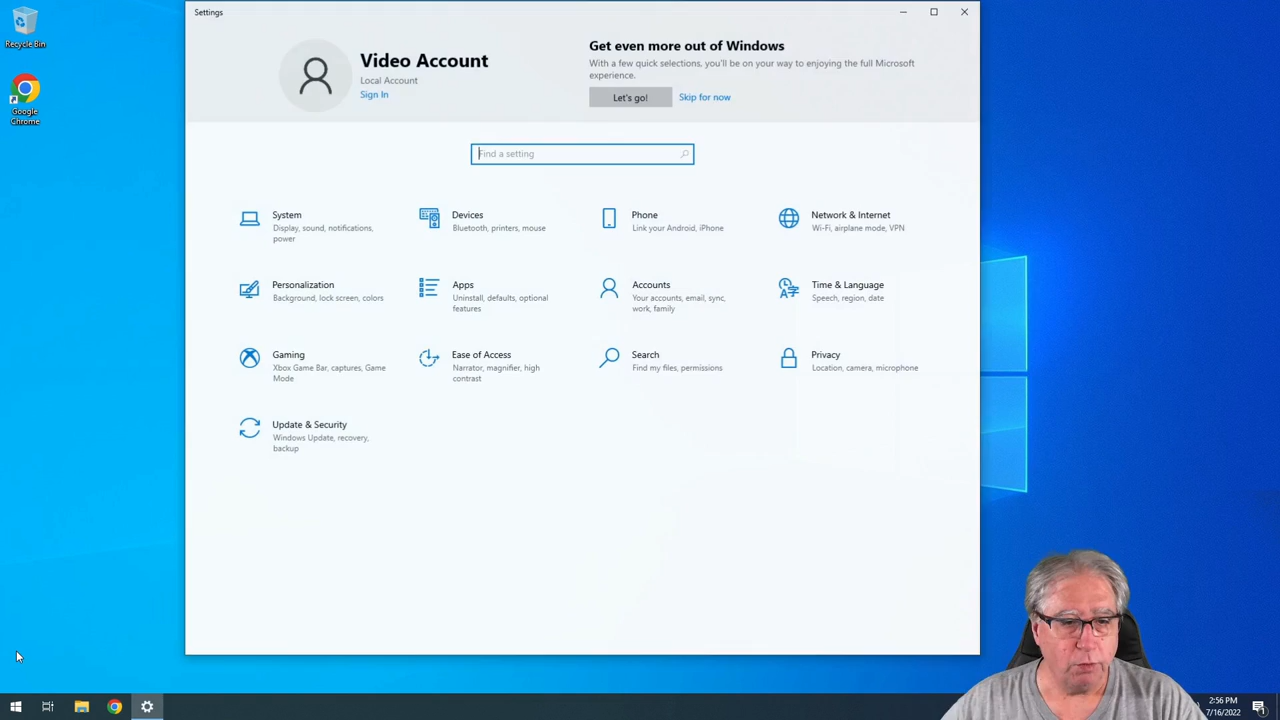 Recycle Bin
Google
Chrome
Settings
Video Account
Local Account
Sign In
Get even more out of Windows
With a few quick selections, you'll be on your way to enjoying the full Microsoft
experience.
Let's go!
Skip for now
Find a setting
System
Display, sound, notifications,
power
Devices
Bluetooth, printers, mouse
Phone
Link your Android, iPhone
Network & Internet
Wi-Fi, airplane mode, VPN
Personalization
Background, lock screen, colors
Apps
Uninstall, defaults, optional
features
Accounts
Your accounts, email, sync,
work, family
Time & Language
Speech, region, date
Gaming
Xbox Game Bar, captures, Game
Mode
Ease of Access
Narrator, magnifier, high
contrast
Search
Find my files, permissions
Privacy
Location, camera, microphone
Update & Security
Windows Update, recovery,
backup
2:56 PM
7/16/2022
1